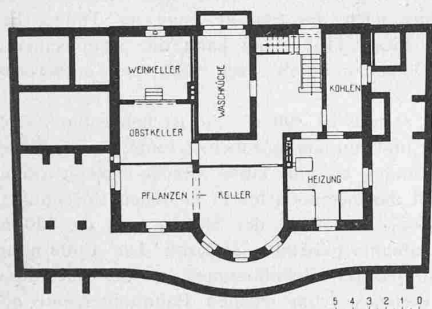 WEINKELLER
WASCHKÜCHE
KOHLEN
OBSTKELLER
PFLANZEN
KELLER
HEIZUNG
5 4 3 2 1 0